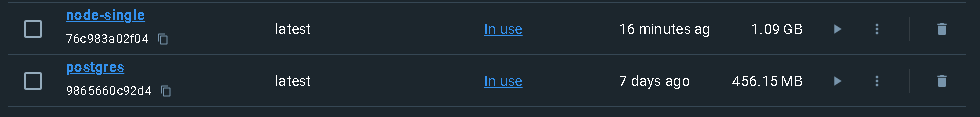 node-single
76c983a02f04
latest
In use
16 minutes ag
1.09 GB
postgres
9865660c92d4
latest
In use
7 days ago
456.15 MB